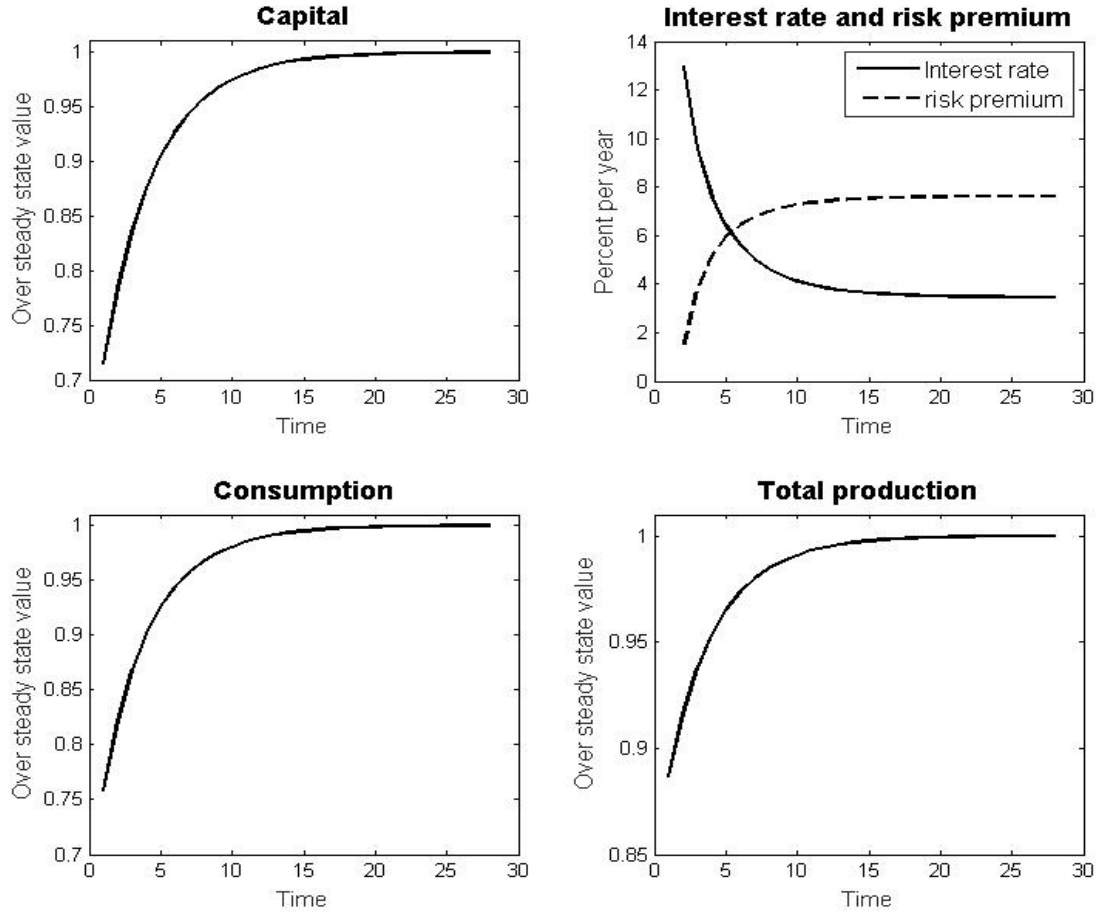 Capital
Over steady state value
1
0.95
0.9
0.85
0.8
0.75
0.7
0 5 10 15 20 25 30
Time
Interest rate and risk premium
Percent per year
14
12
10
8
6
4
2
0
Interest rate
risk premium
0 5 10 15 20 25 30
Time
Consumption
Over steady state value
1
0.95
0.9
0.85
0.8
0.75
0.7
0 5 10 15 20 25 30
Time
Total production
Over steady state value
1
0.95
0.9
0.85
0 5 10 15 20 25 30
Time